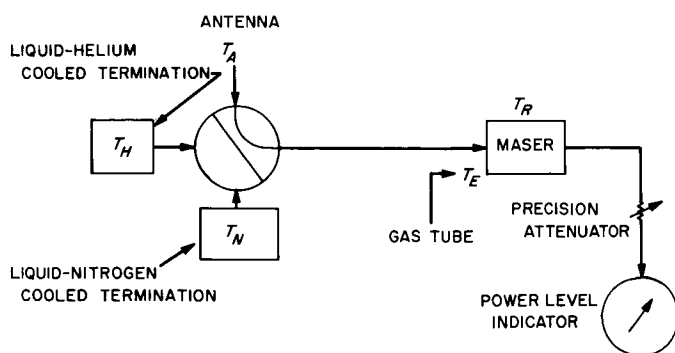 ANTENNA
T_A
LIQUID-HELIUM
COOLED TERMINATION
T_H
T_N
LIQUID-NITROGEN
COOLED TERMINATION
T_E
GAS TUBE
T_R
MASER
PRECISION
ATTENUATOR
POWER LEVEL
INDICATOR